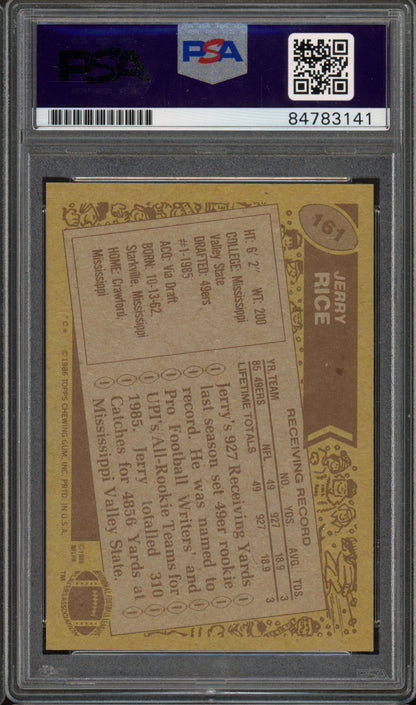 PSA
PSA
84783141
161
JERRY
RICE
HT: 6' 2" WT: 200
COLLEGE: Mississippi
Valley State
DRAFTED: 49ers
#1-1985
ACQ: Via Draft
BORN: 10-13-62,
Starkville, Mississippi
HOME: Crawford,
Mississippi
RECEIVING RECORD
YR. TEAM NO. YDS. AVG. TDS.
85 49ERS NFL 49 927 18.9 3
LIFETIME TOTALS 49 927 18.9 3
Jerry's 927 Receiving Yards
last season set 49er rookie
record. He was named to
Pro Football Writers' and
UPI's All-Rookie Teams for
1985. Jerry totalled 310
Catches for 4856 Yards at
Mississippi Valley State.
* C *
© 1986 TOPPS CHEWING GUM, INC. PRTD. IN U.S.A.
© 1986
NFLPA
TM
PSA